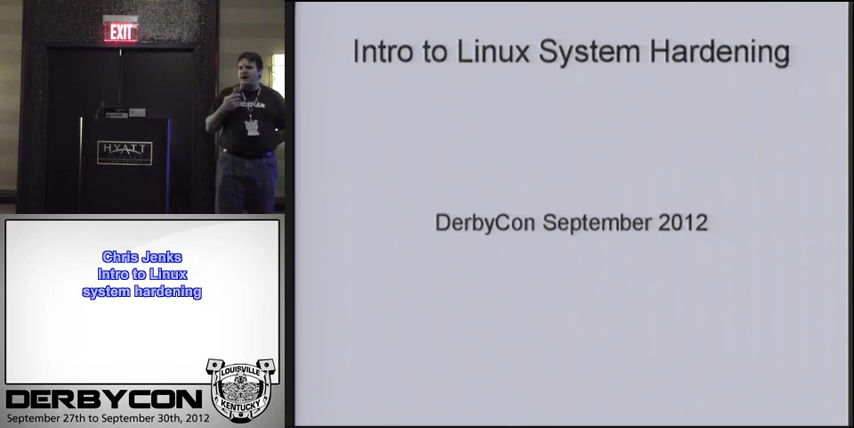 EXIT
HYATT
Intro to Linux System Hardening
DerbyCon September 2012
Chris Jenks
Intro to Linux
system hardening
LOUISVILLE
KENTUCKY
DERBYCON
September 27th to September 30th, 2012